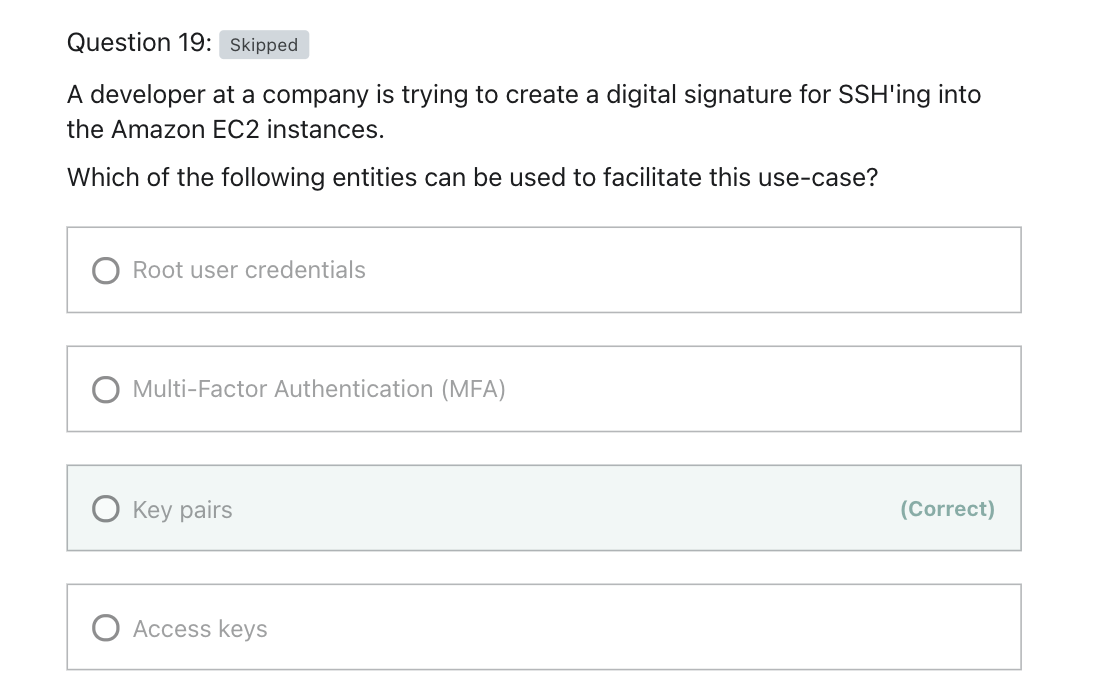 Question 19: Skipped
A developer at a company is trying to create a digital signature for SSH'ing into
the Amazon EC2 instances.
Which of the following entities can be used to facilitate this use-case?
Root user credentials
Multi-Factor Authentication (MFA)
Key pairs (Correct)
Access keys